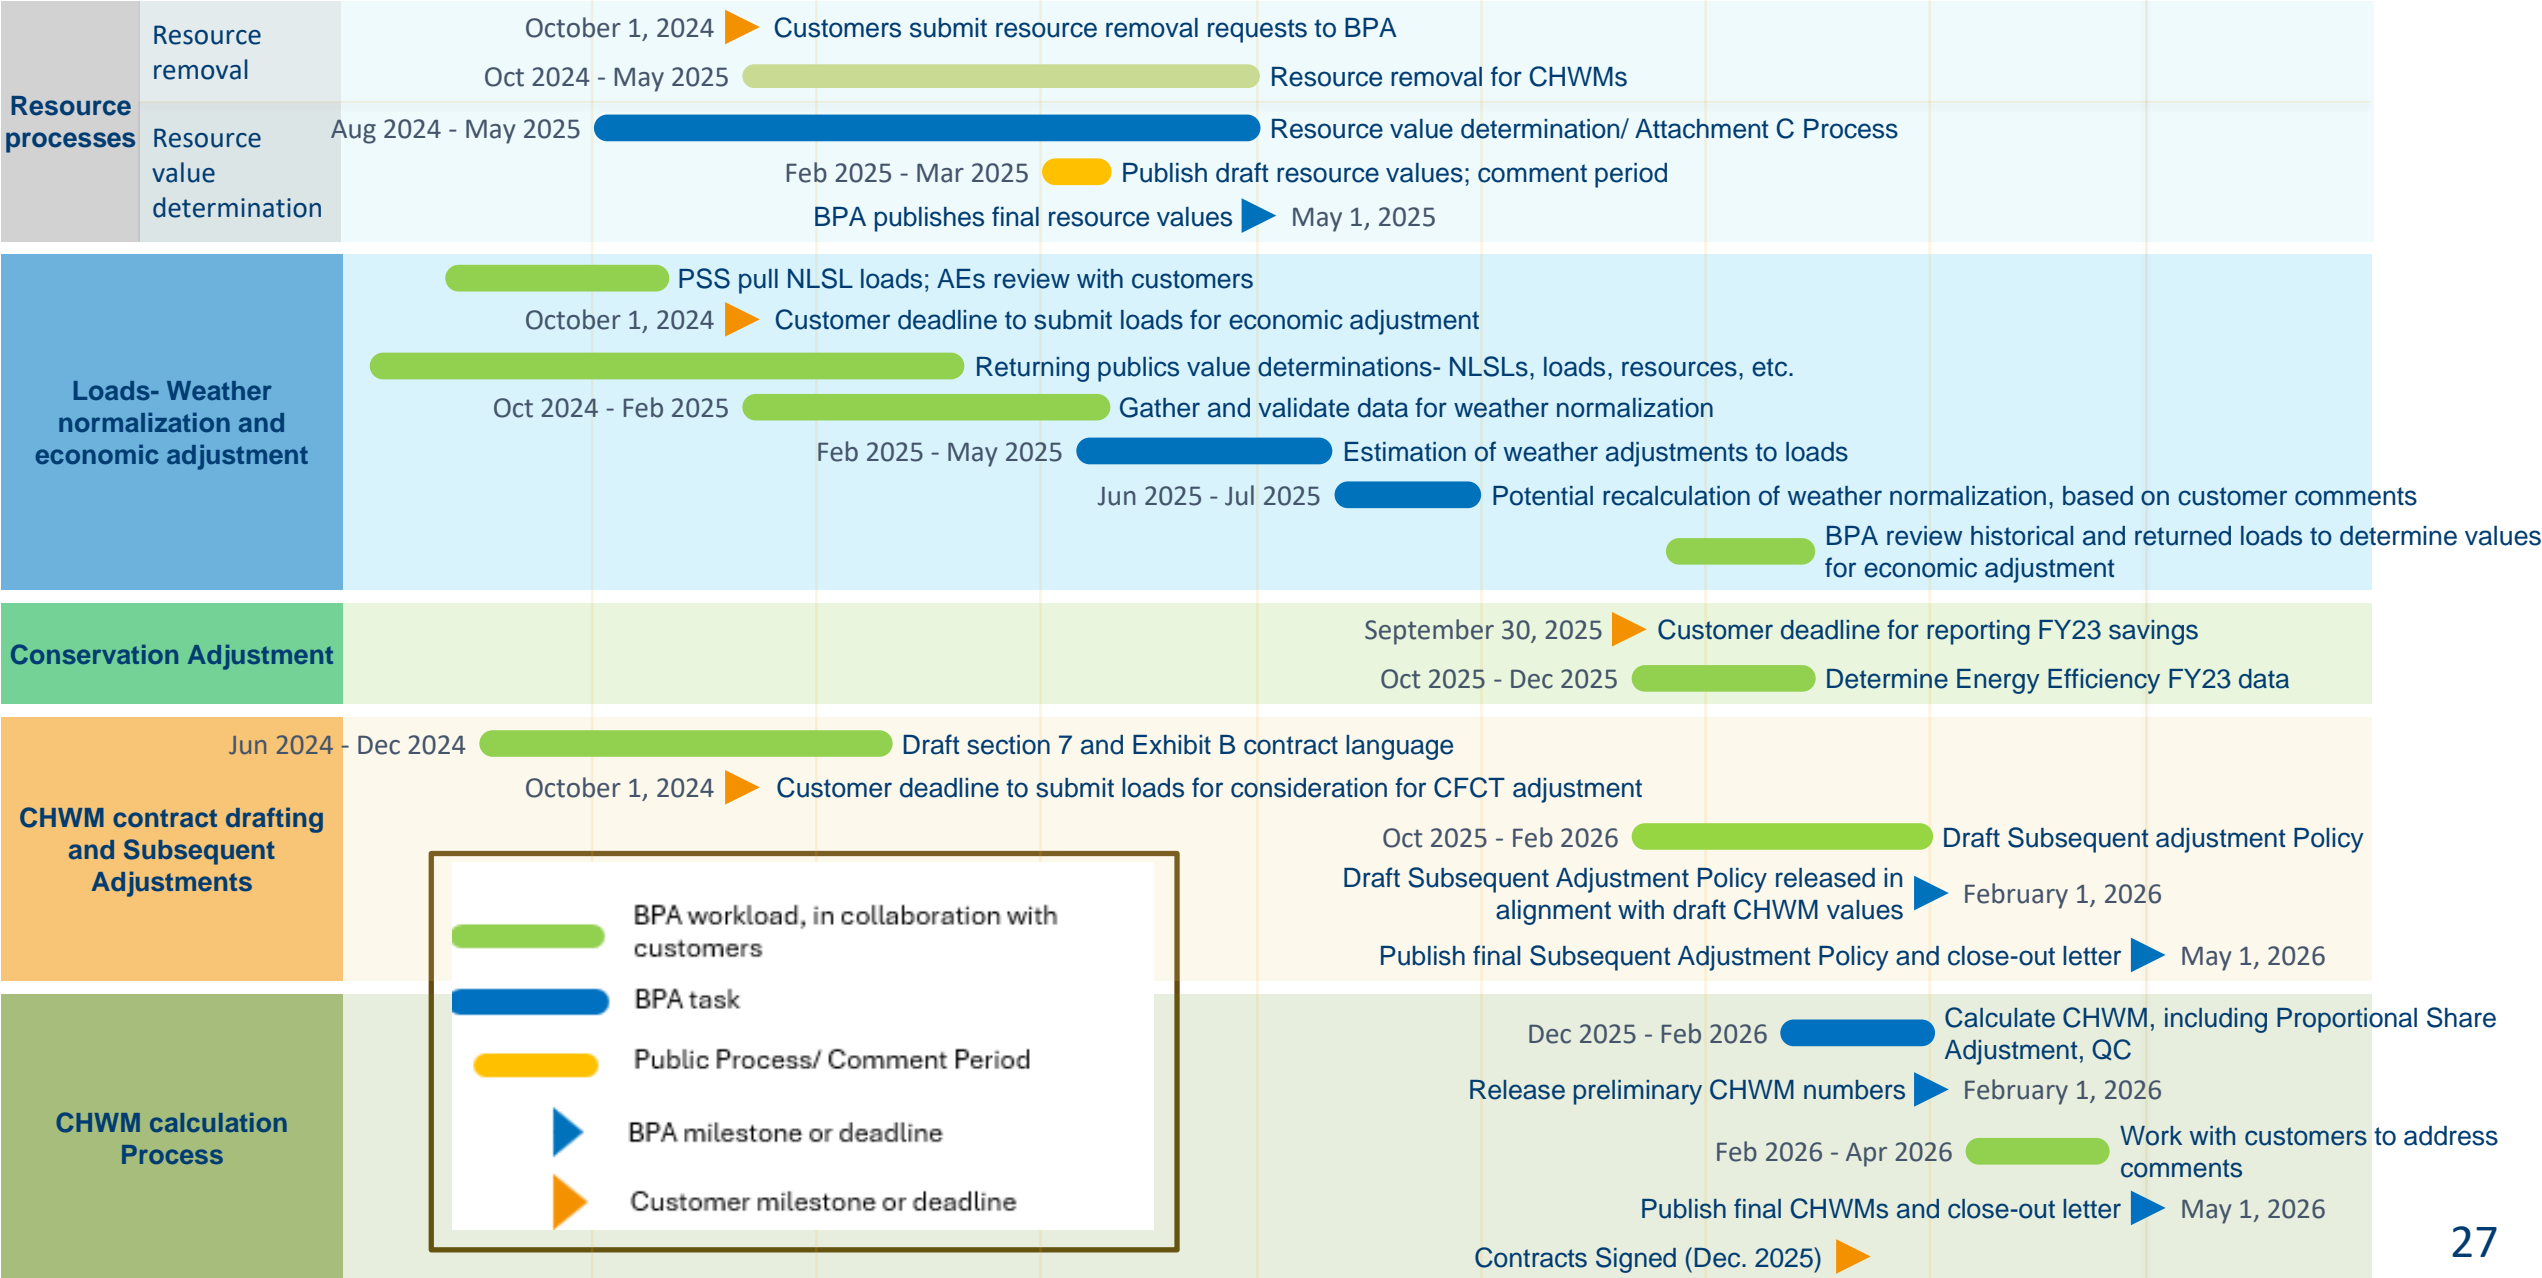 Resource processes
Resource removal
October 1, 2024
Customers submit resource removal requests to BPA
Oct 2024 - May 2025
Resource removal for CHWMs
Resource value determination
Aug 2024 - May 2025
Resource value determination/ Attachment C Process
Feb 2025 - Mar 2025
Publish draft resource values; comment period
BPA publishes final resource values
May 1, 2025
Loads- Weather
normalization and
economic adjustment
PSS pull NLSL loads; AEs review with customers
October 1, 2024
Customer deadline to submit loads for economic adjustment
Returning publics value determinations- NLSLs, loads, resources, etc.
Oct 2024 - Feb 2025
Gather and validate data for weather normalization
Feb 2025 - May 2025
Estimation of weather adjustments to loads
Jun 2025 - Jul 2025
Potential recalculation of weather normalization, based on customer comments
BPA review historical and returned loads to determine values
for economic adjustment
Conservation Adjustment
September 30, 2025
Customer deadline for reporting FY23 savings
Oct 2025 - Dec 2025
Determine Energy Efficiency FY23 data
CHWM contract drafting
and Subsequent
Adjustments
Jun 2024 - Dec 2024
Draft section 7 and Exhibit B contract language
October 1, 2024
Customer deadline to submit loads for consideration for CFCT adjustment
Oct 2025 - Feb 2026
Draft Subsequent adjustment Policy
Draft Subsequent Adjustment Policy released in
alignment with draft CHWM values
February 1, 2026
Publish final Subsequent Adjustment Policy and close-out letter
May 1, 2026
BPA workload, in collaboration with
customers
BPA task
Public Process/ Comment Period
BPA milestone or deadline
Customer milestone or deadline
CHWM calculation
Process
Dec 2025 - Feb 2026
Calculate CHWM, including Proportional Share
Adjustment, QC
Release preliminary CHWM numbers
February 1, 2026
Feb 2026 - Apr 2026
Work with customers to address
comments
Publish final CHWMs and close-out letter
May 1, 2026
Contracts Signed (Dec. 2025)
27